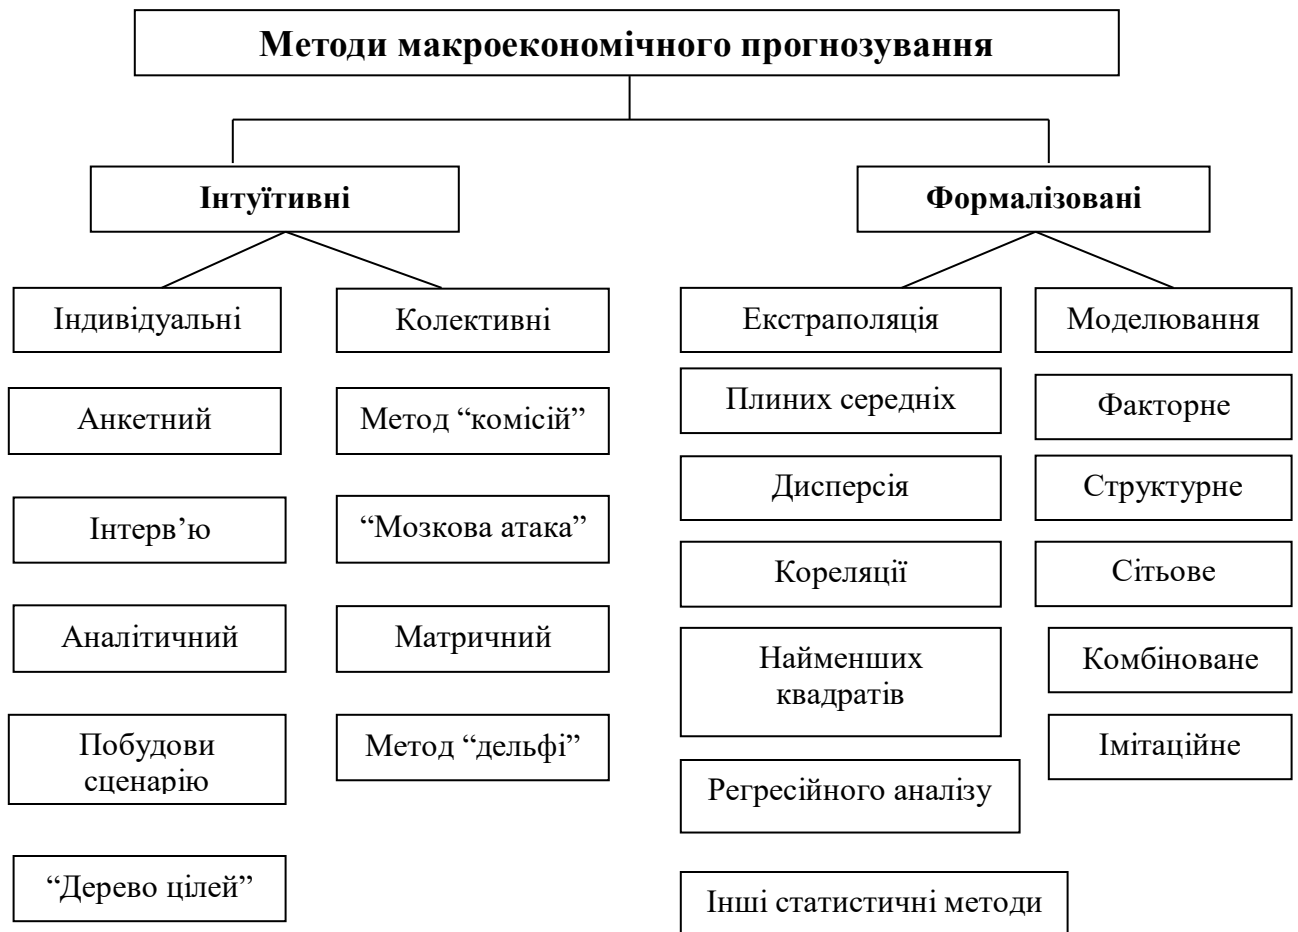 Методи макроекономічного прогнозування
Інтуїтивні
Формалізовані
Індивідуальні
Колективні
Екстраполяція
Моделювання
Анкетний
Інтерв’ю
Аналітичний
Побудови
сценарію
“Дерево цілей”
Метод “комісій”
“Мозкова атака”
Матричний
Метод “дельфі”
Плиних середніх
Дисперсія
Кореляції
Найменших
квадратів
Регресійного аналізу
Інші статистичні методи
Факторне
Структурне
Сітьове
Комбіноване
Імітаційне